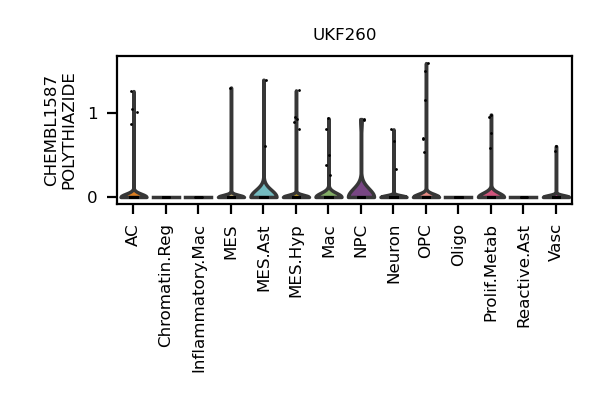 UKF260
CHEMBL1587
POLYTHIAZIDE
1
0
AC
Chromatin.Reg
Inflammatory.Mac
MES
MES.Ast
MES.Hyp
Mac
NPC
Neuron
OPC
Oligo
Prolif.Metab
Reactive.Ast
Vasc